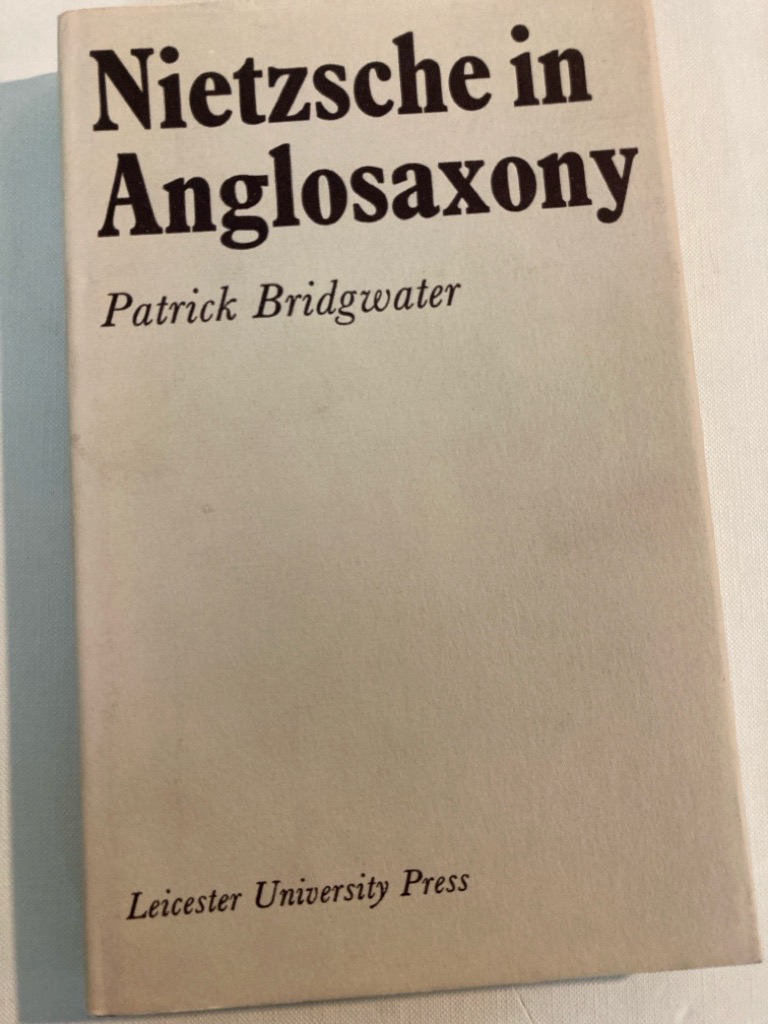 Nietzsche in
Anglosaxony
Patrick Bridgwater
Leicester University Press